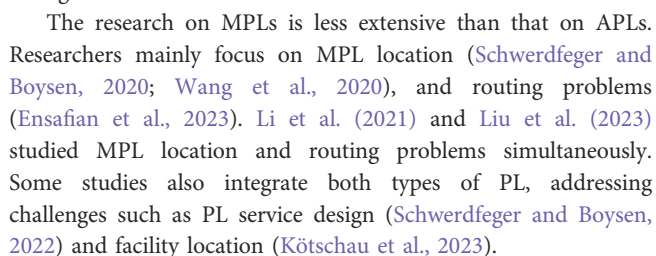 The research on MPLs is less extensive than that on APLs.
Researchers mainly focus on MPL location (Schwerdfeger and
Boysen, 2020; Wang et al., 2020), and routing problems
(Ensafian et al., 2023). Li et al. (2021) and Liu et al. (2023)
studied MPL location and routing problems simultaneously.
Some studies also integrate both types of PL, addressing
challenges such as PL service design (Schwerdfeger and Boysen,
2022) and facility location (Kötschau et al., 2023).